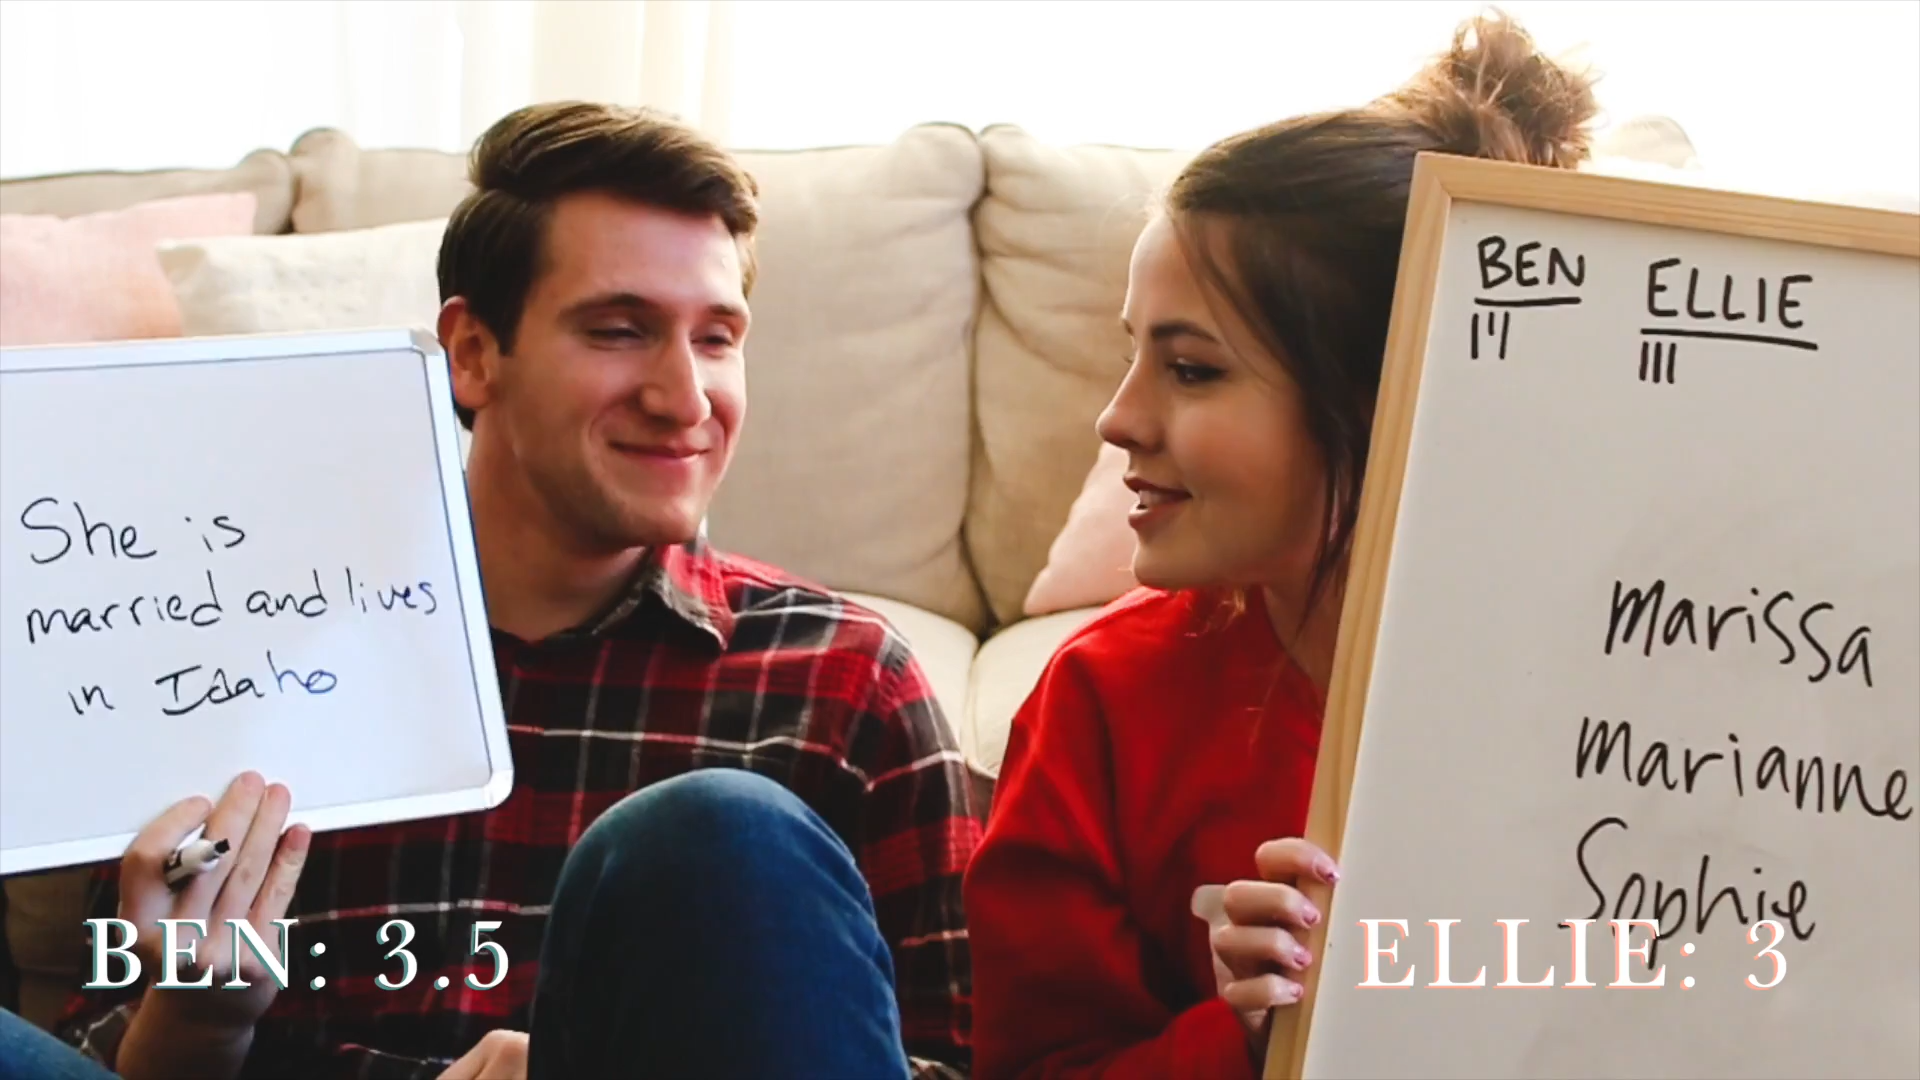 She is
married and lives
in Idaho
BEN ELLIE
Marissa
Marianne
Sophie
BEN: 3.5
ELLIE: 3